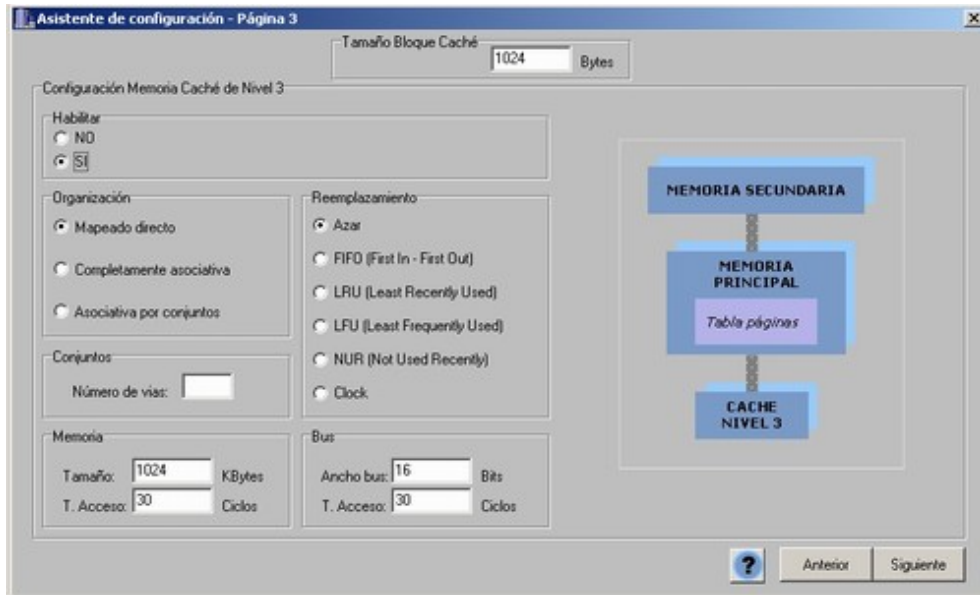 Asistente de configuración - Página 3
Tamaño Bloque Caché
1024 Bytes
Configuración Memoria Caché de Nivel 3
Habilitar
NO
SI
Organización
Mapeado directo
Completamente asociativa
Asociativa por conjuntos
Reemplazamiento
Azar
FIFO (First In - First Out)
LRU (Least Recently Used)
LFU (Least Frequently Used)
NUR (Not Used Recently)
Clock
Conjuntos
Número de vias:
Memoria
Tamaño: 1024 KBytes
T. Acceso: 30 Ciclos
Bus
Ancho bus: 16 Bits
T. Acceso: 30 Ciclos
MEMORIA SECUNDARIA
MEMORIA
PRINCIPAL
Tabla páginas
CACHE
NIVEL 3
?
Anterior
Siguiente